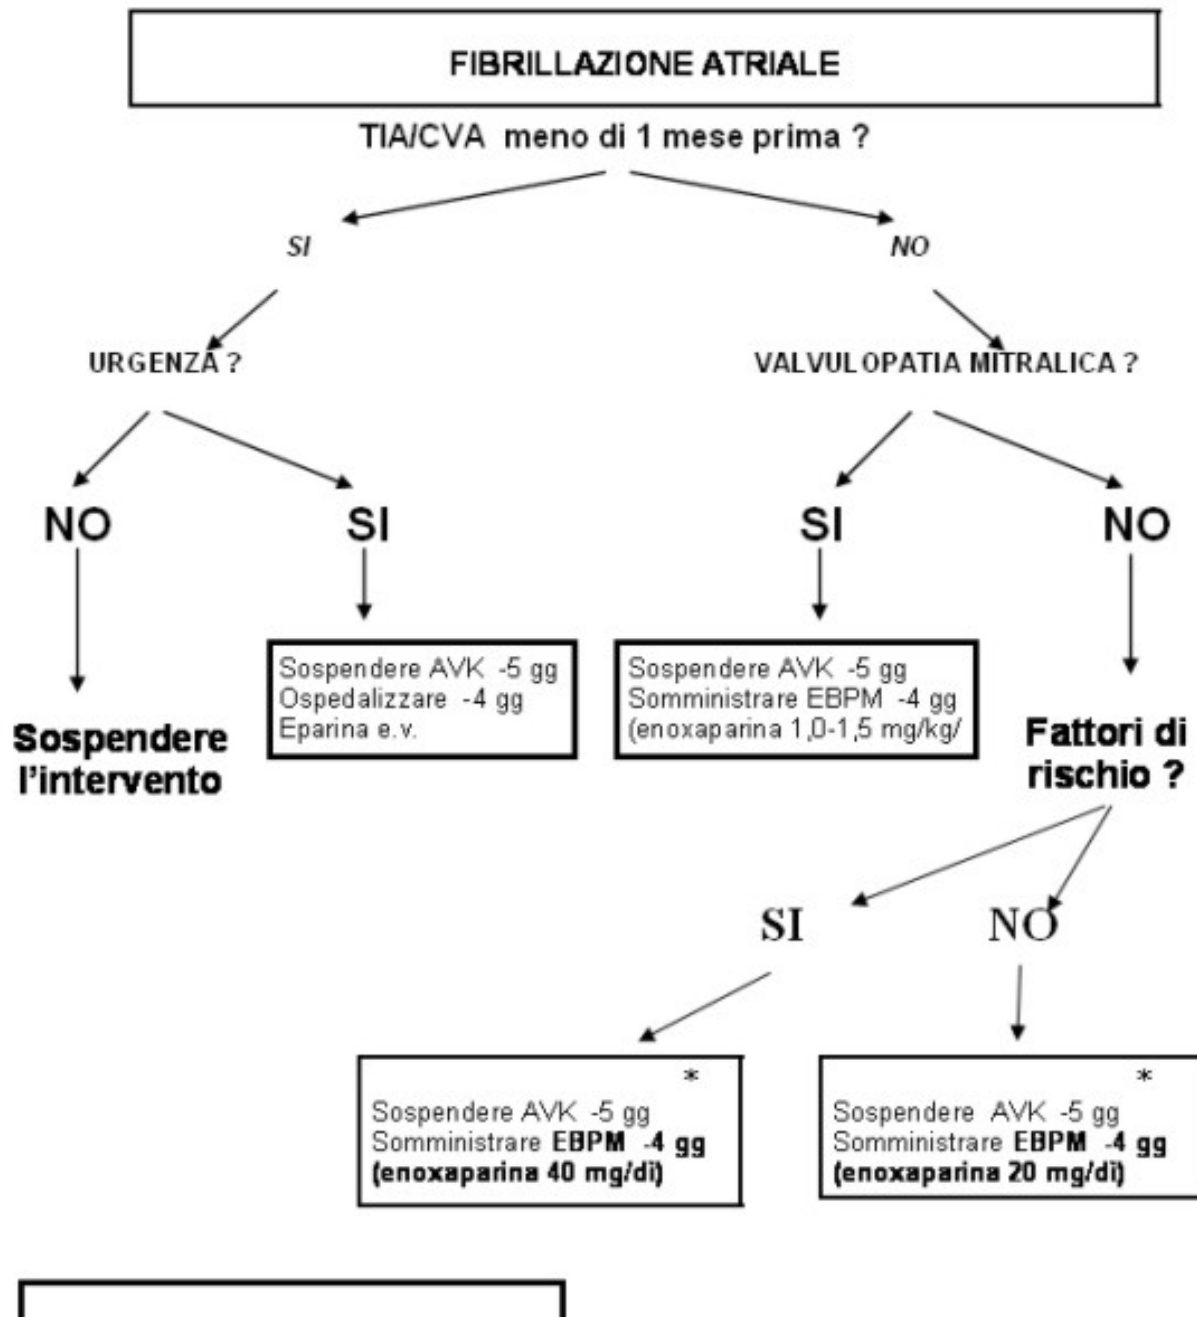 FIBRILLAZIONE ATRIALE
TIA/CVA meno di 1 mese prima ?
SI
NO
URGENZA ?
VALVULOPATIA MITRALICA ?
NO
SI
SI
NO
Sospendere AVK -5 gg
Ospedalizzare -4 gg
Eparina e.v.
Sospendere AVK -5 gg
Somministrare EBPM -4 gg
(enoxaparina 1,0-1,5 mg/kg/
Sospendere
l'intervento
Fattori di
rischio ?
SI
NO
*
Sospendere AVK -5 gg
Somministrare EBPM -4 gg
(enoxaparina 40 mg/dì)
*
Sospendere AVK -5 gg
Somministrare EBPM -4 gg
(enoxaparina 20 mg/dì)